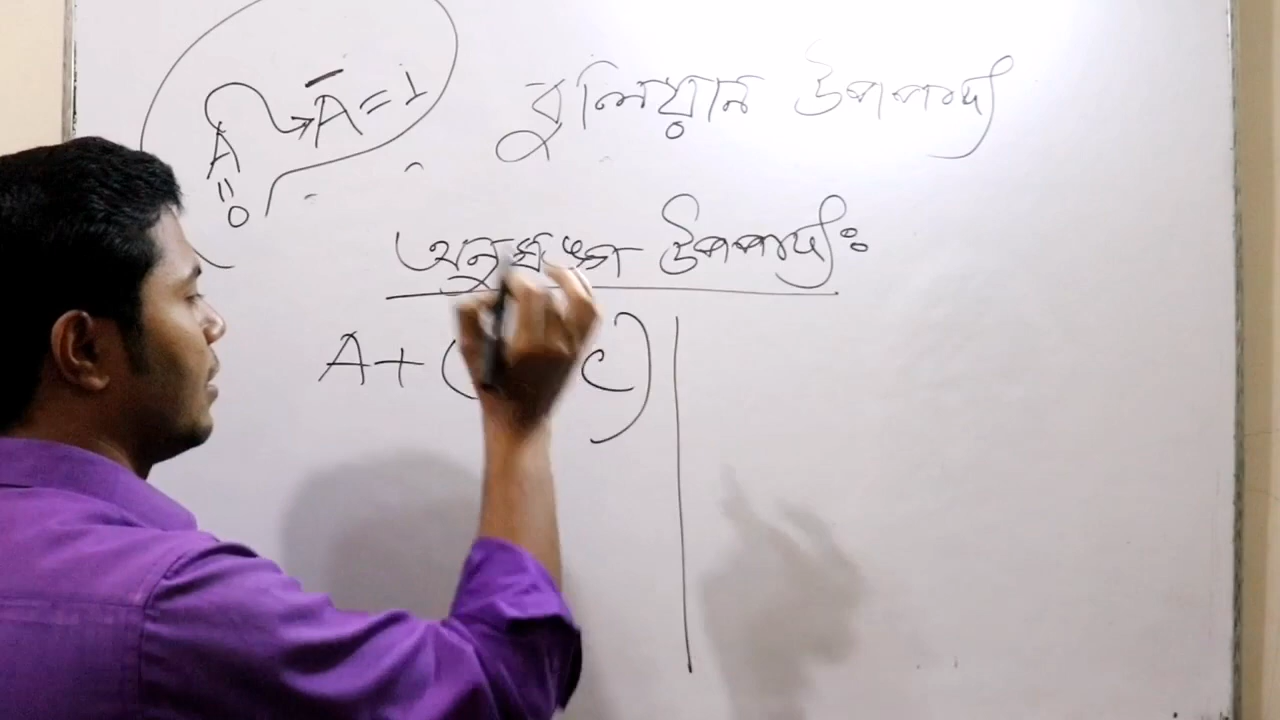 Ā = 1
A
=
0
বুলিয়ান উপপাদ্য
অনুষঙ্গ উপপাদ্যঃ
A + ( C)